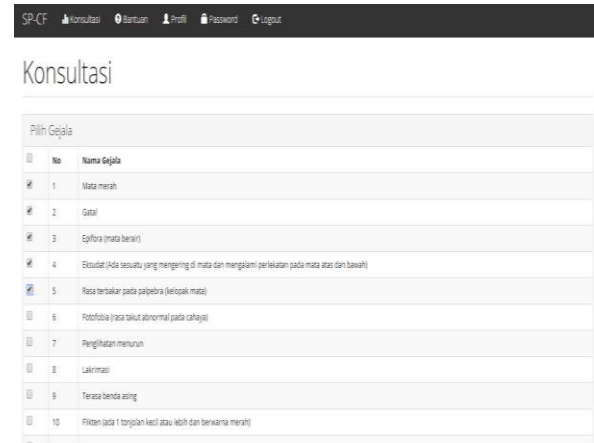 SP-CF Konsultasi Bantuan Profil Password Logout
Konsultasi
Pilih Gejala
No Nama Gejala
1 Mata merah
2 Gatal
3 Epifora (mata berair)
4 Eksudat (Ada sesuatu yang mengering di mata dan mengalami perlekatan pada mata atas dan bawah)
5 Rasa terbakar pada palpebra (kelopak mata)
6 Fotofobia (rasa takut abnormal pada cahaya)
7 Penglihatan menurun
8 Lakrimasi
9 Terasa benda asing
10 Flikten (ada 1 tonjolan kecil atau lebih dan berwarna merah)